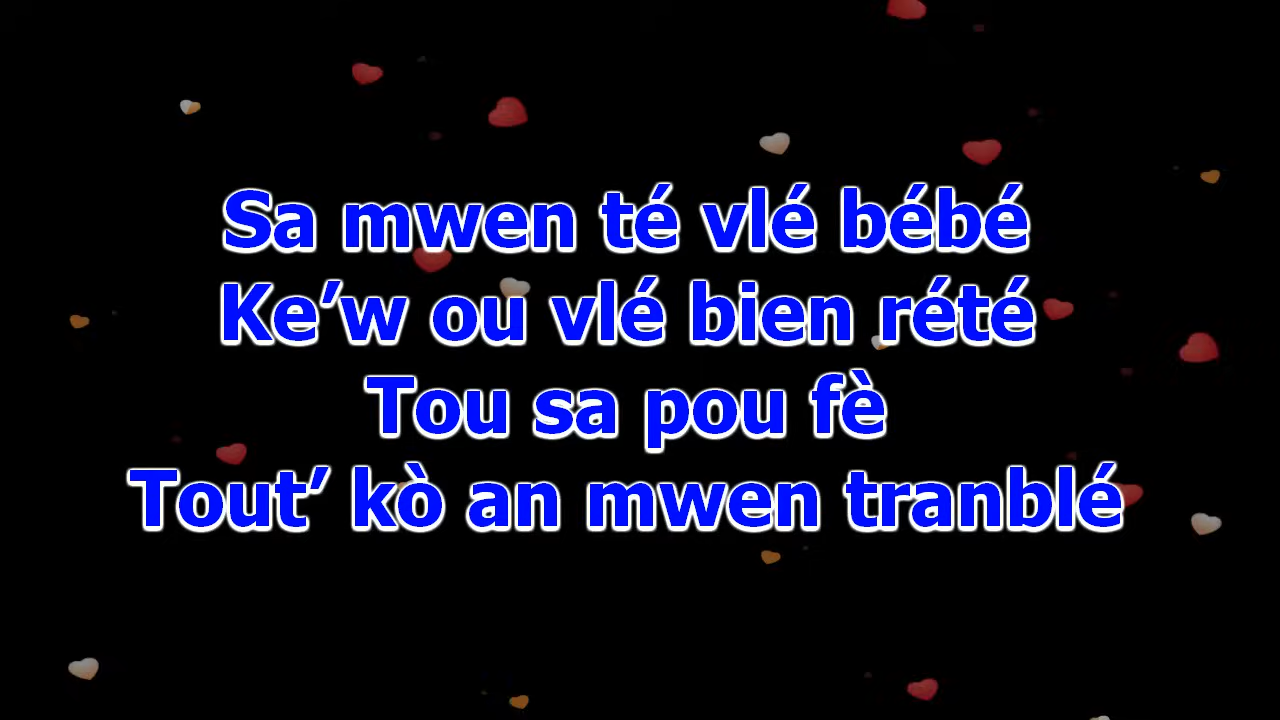 Sa mwen té vlé bébé
Ke’w ou vlé bien rété
Tou sa pou fè
Tout’ kò an mwen tranblé